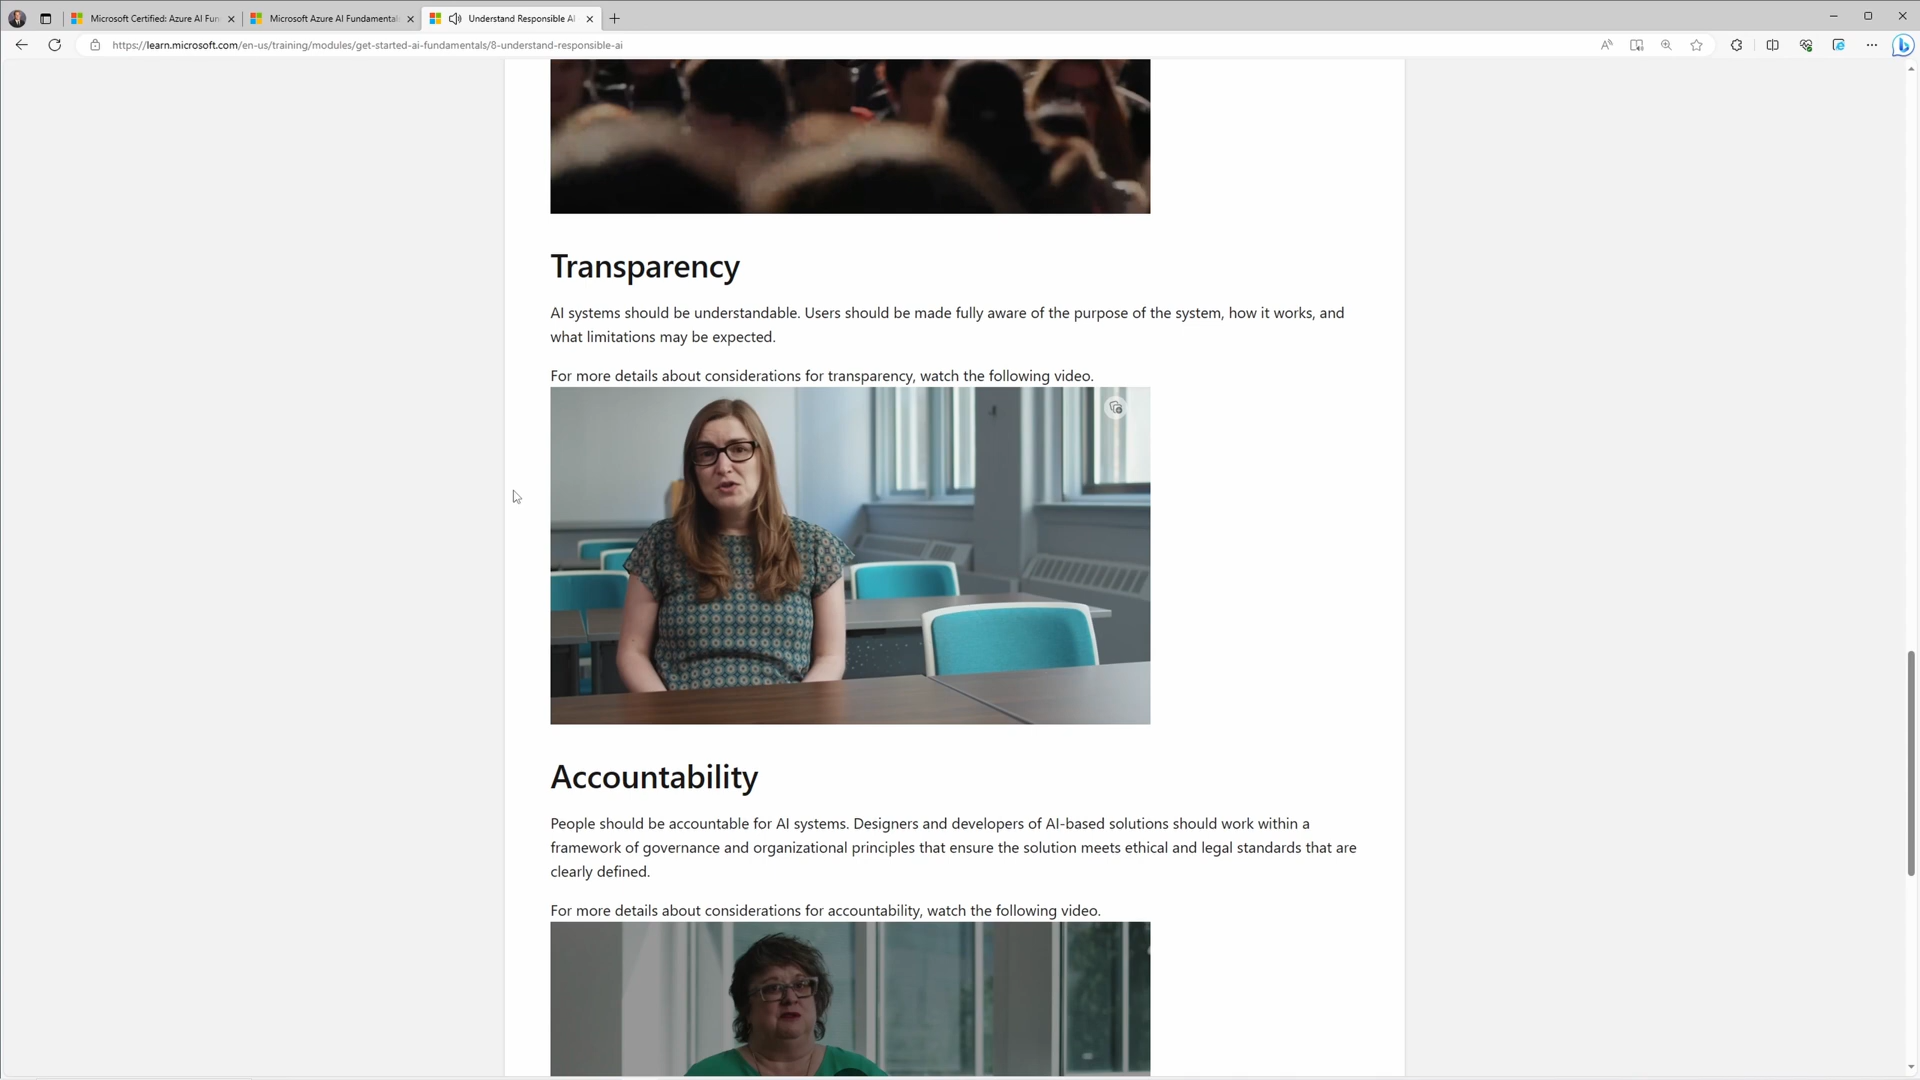 Microsoft Certified: Azure AI Fun
Microsoft Azure AI Fundamental
Understand Responsible AI
https://learn.microsoft.com/en-us/training/modules/get-started-ai-fundamentals/8-understand-responsible-ai
Transparency
AI systems should be understandable. Users should be made fully aware of the purpose of the system, how it works, and
what limitations may be expected.
For more details about considerations for transparency, watch the following video.
Accountability
People should be accountable for AI systems. Designers and developers of AI-based solutions should work within a
framework of governance and organizational principles that ensure the solution meets ethical and legal standards that are
clearly defined.
For more details about considerations for accountability, watch the following video.